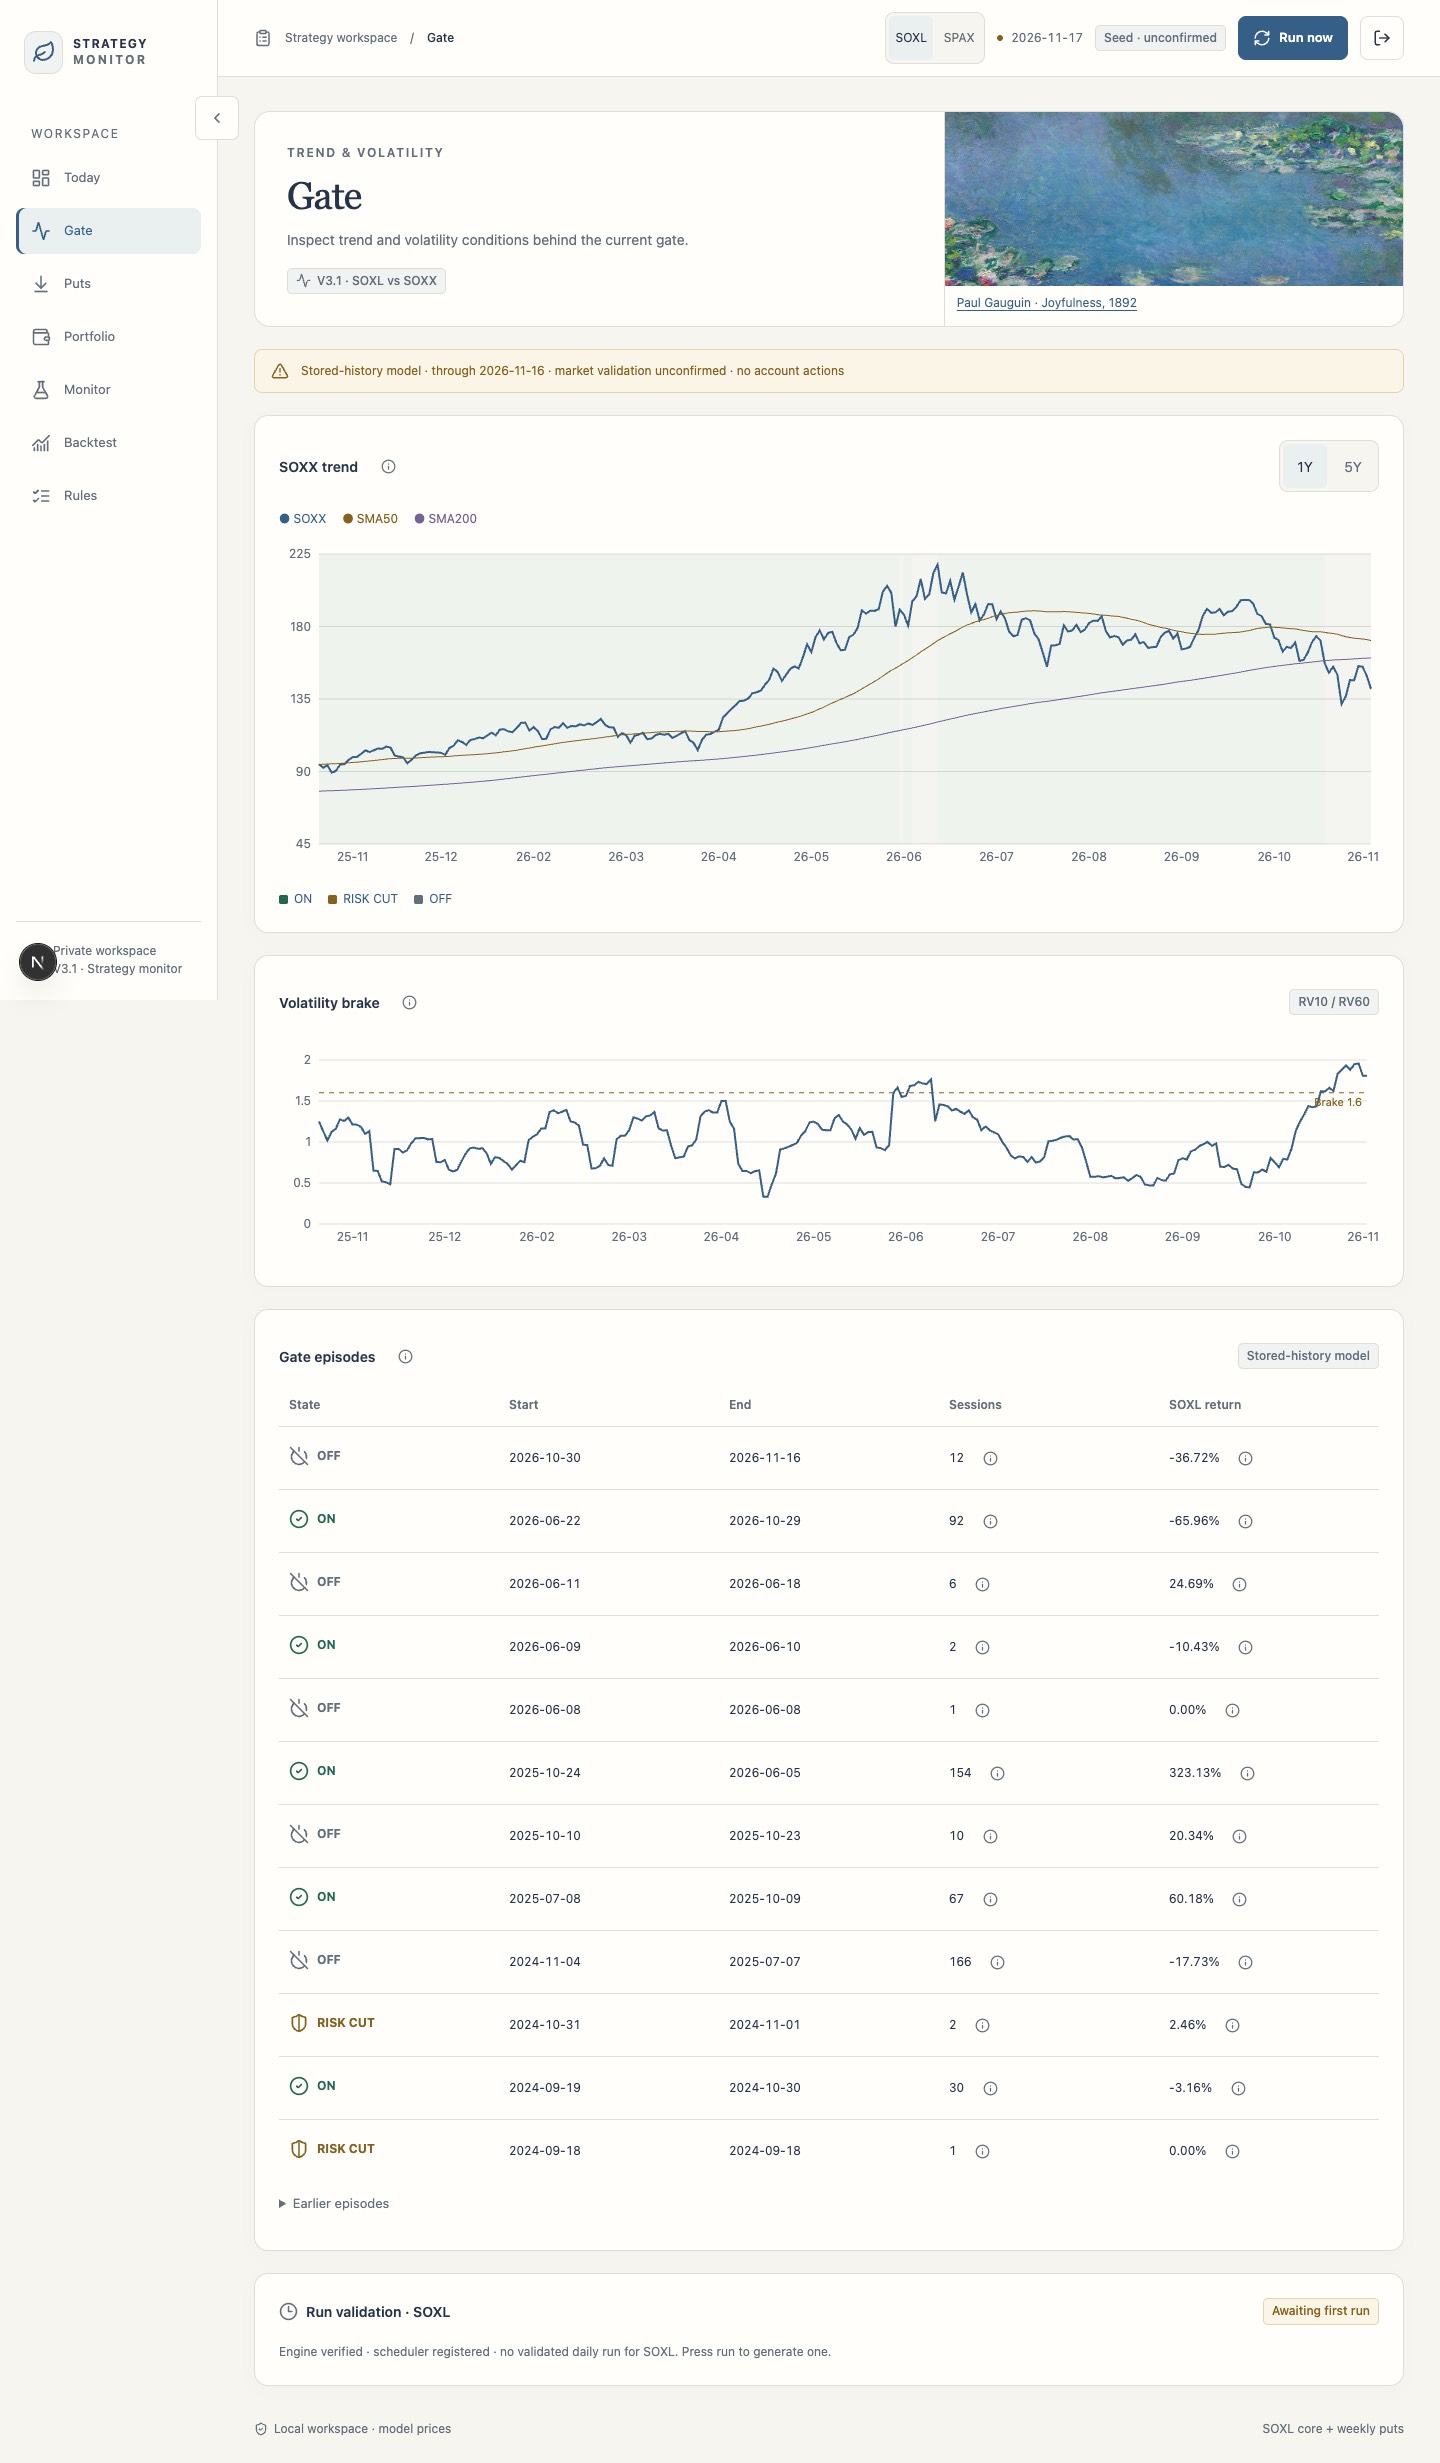 STRATEGY
MONITOR
Strategy workspace / Gate
SOXL SPAX
2026-11-17
Seed · unconfirmed
Run now
WORKSPACE
Today
Gate
Puts
Portfolio
Monitor
Backtest
Rules
N
Private workspace
V3.1 · Strategy monitor
TREND & VOLATILITY
Gate
Inspect trend and volatility conditions behind the current gate.
V3.1 · SOXL vs SOXX
Paul Gauguin · Joyfulness, 1892
Stored-history model · through 2026-11-16 · market validation unconfirmed · no account actions
SOXX trend
1Y 5Y
SOXX SMA50 SMA200
225
180
135
90
45
25-11 25-12 26-02 26-03 26-04 26-05 26-06 26-07 26-08 26-09 26-10 26-11
ON RISK CUT OFF
Volatility brake
RV10 / RV60
2
1.5
1
0.5
0
Brake 1.6
25-11 25-12 26-02 26-03 26-04 26-05 26-06 26-07 26-08 26-09 26-10 26-11
Gate episodes
Stored-history model
State Start End Sessions SOXL return
OFF 2026-10-30 2026-11-16 12 -36.72%
ON 2026-06-22 2026-10-29 92 -65.96%
OFF 2026-06-11 2026-06-18 6 24.69%
ON 2026-06-09 2026-06-10 2 -10.43%
OFF 2026-06-08 2026-06-08 1 0.00%
ON 2025-10-24 2026-06-05 154 323.13%
OFF 2025-10-10 2025-10-23 10 20.34%
ON 2025-07-08 2025-10-09 67 60.18%
OFF 2024-11-04 2025-07-07 166 -17.73%
RISK CUT 2024-10-31 2024-11-01 2 2.46%
ON 2024-09-19 2024-10-30 30 -3.16%
RISK CUT 2024-09-18 2024-09-18 1 0.00%
Earlier episodes
Run validation · SOXL
Awaiting first run
Engine verified · scheduler registered · no validated daily run for SOXL. Press run to generate one.
Local workspace · model prices
SOXL core + weekly puts